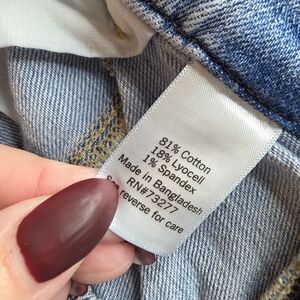 81% Cotton
18% Lyocell
1% Spandex
Made in Bangladesh
RN#73277
See reverse for care